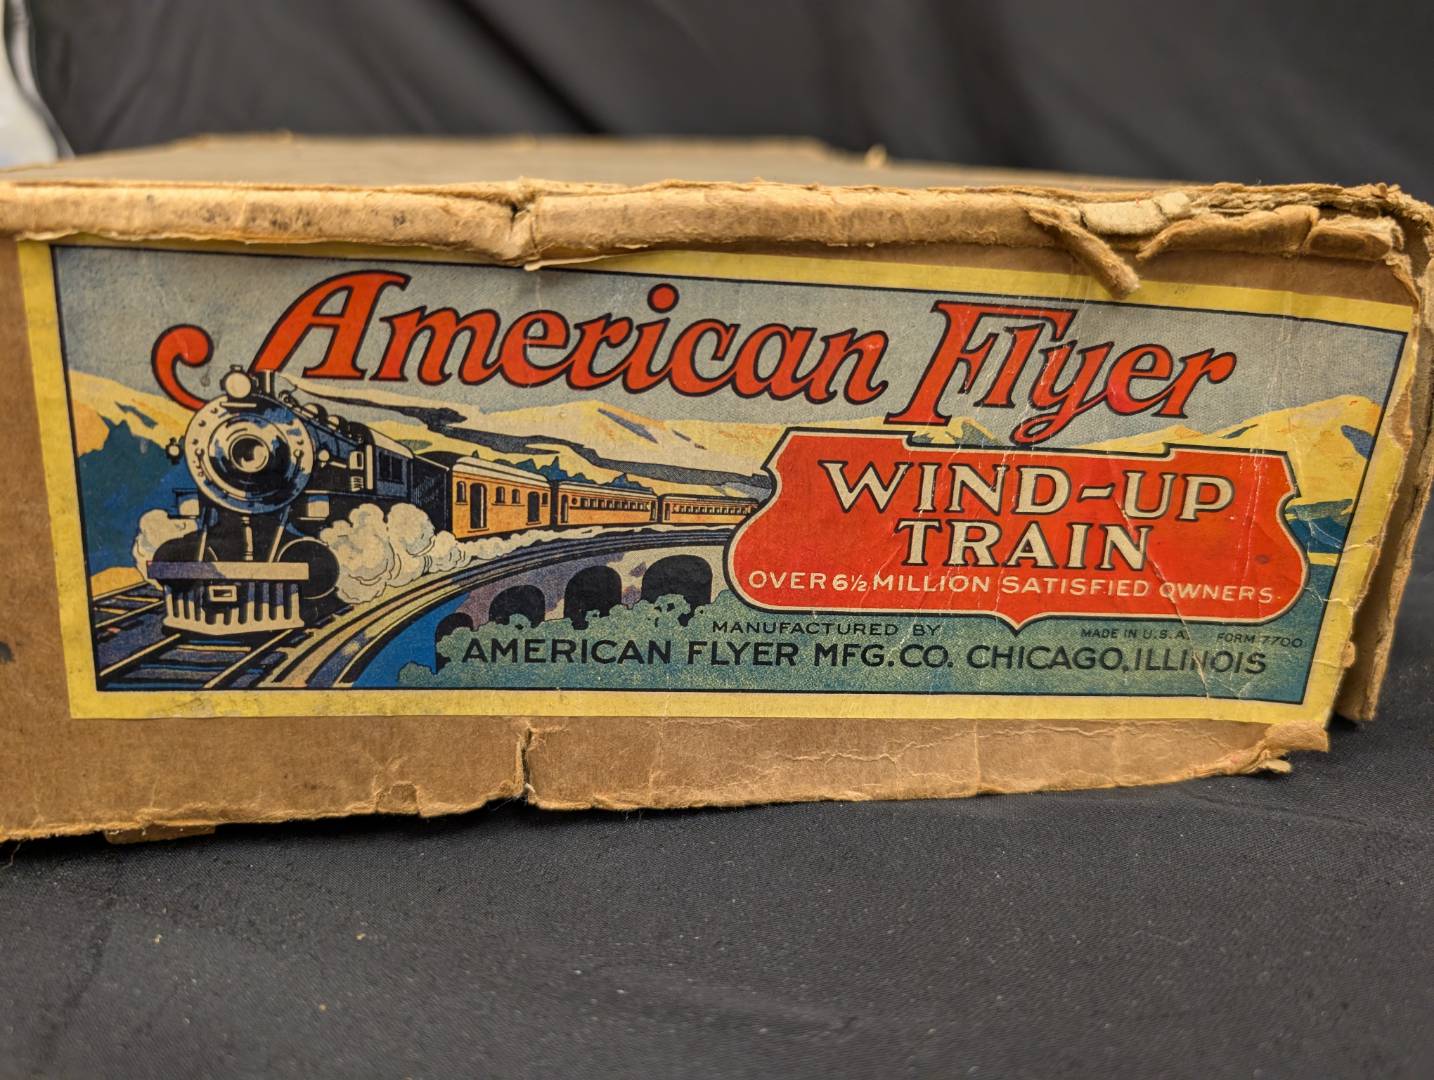 American Flyer
WIND-UP
TRAIN
OVER 6½ MILLION SATISFIED OWNERS.
MANUFACTURED BY
MADE IN U.S.A. FORM 7700
AMERICAN FLYER MFG. CO. CHICAGO, ILLINOIS